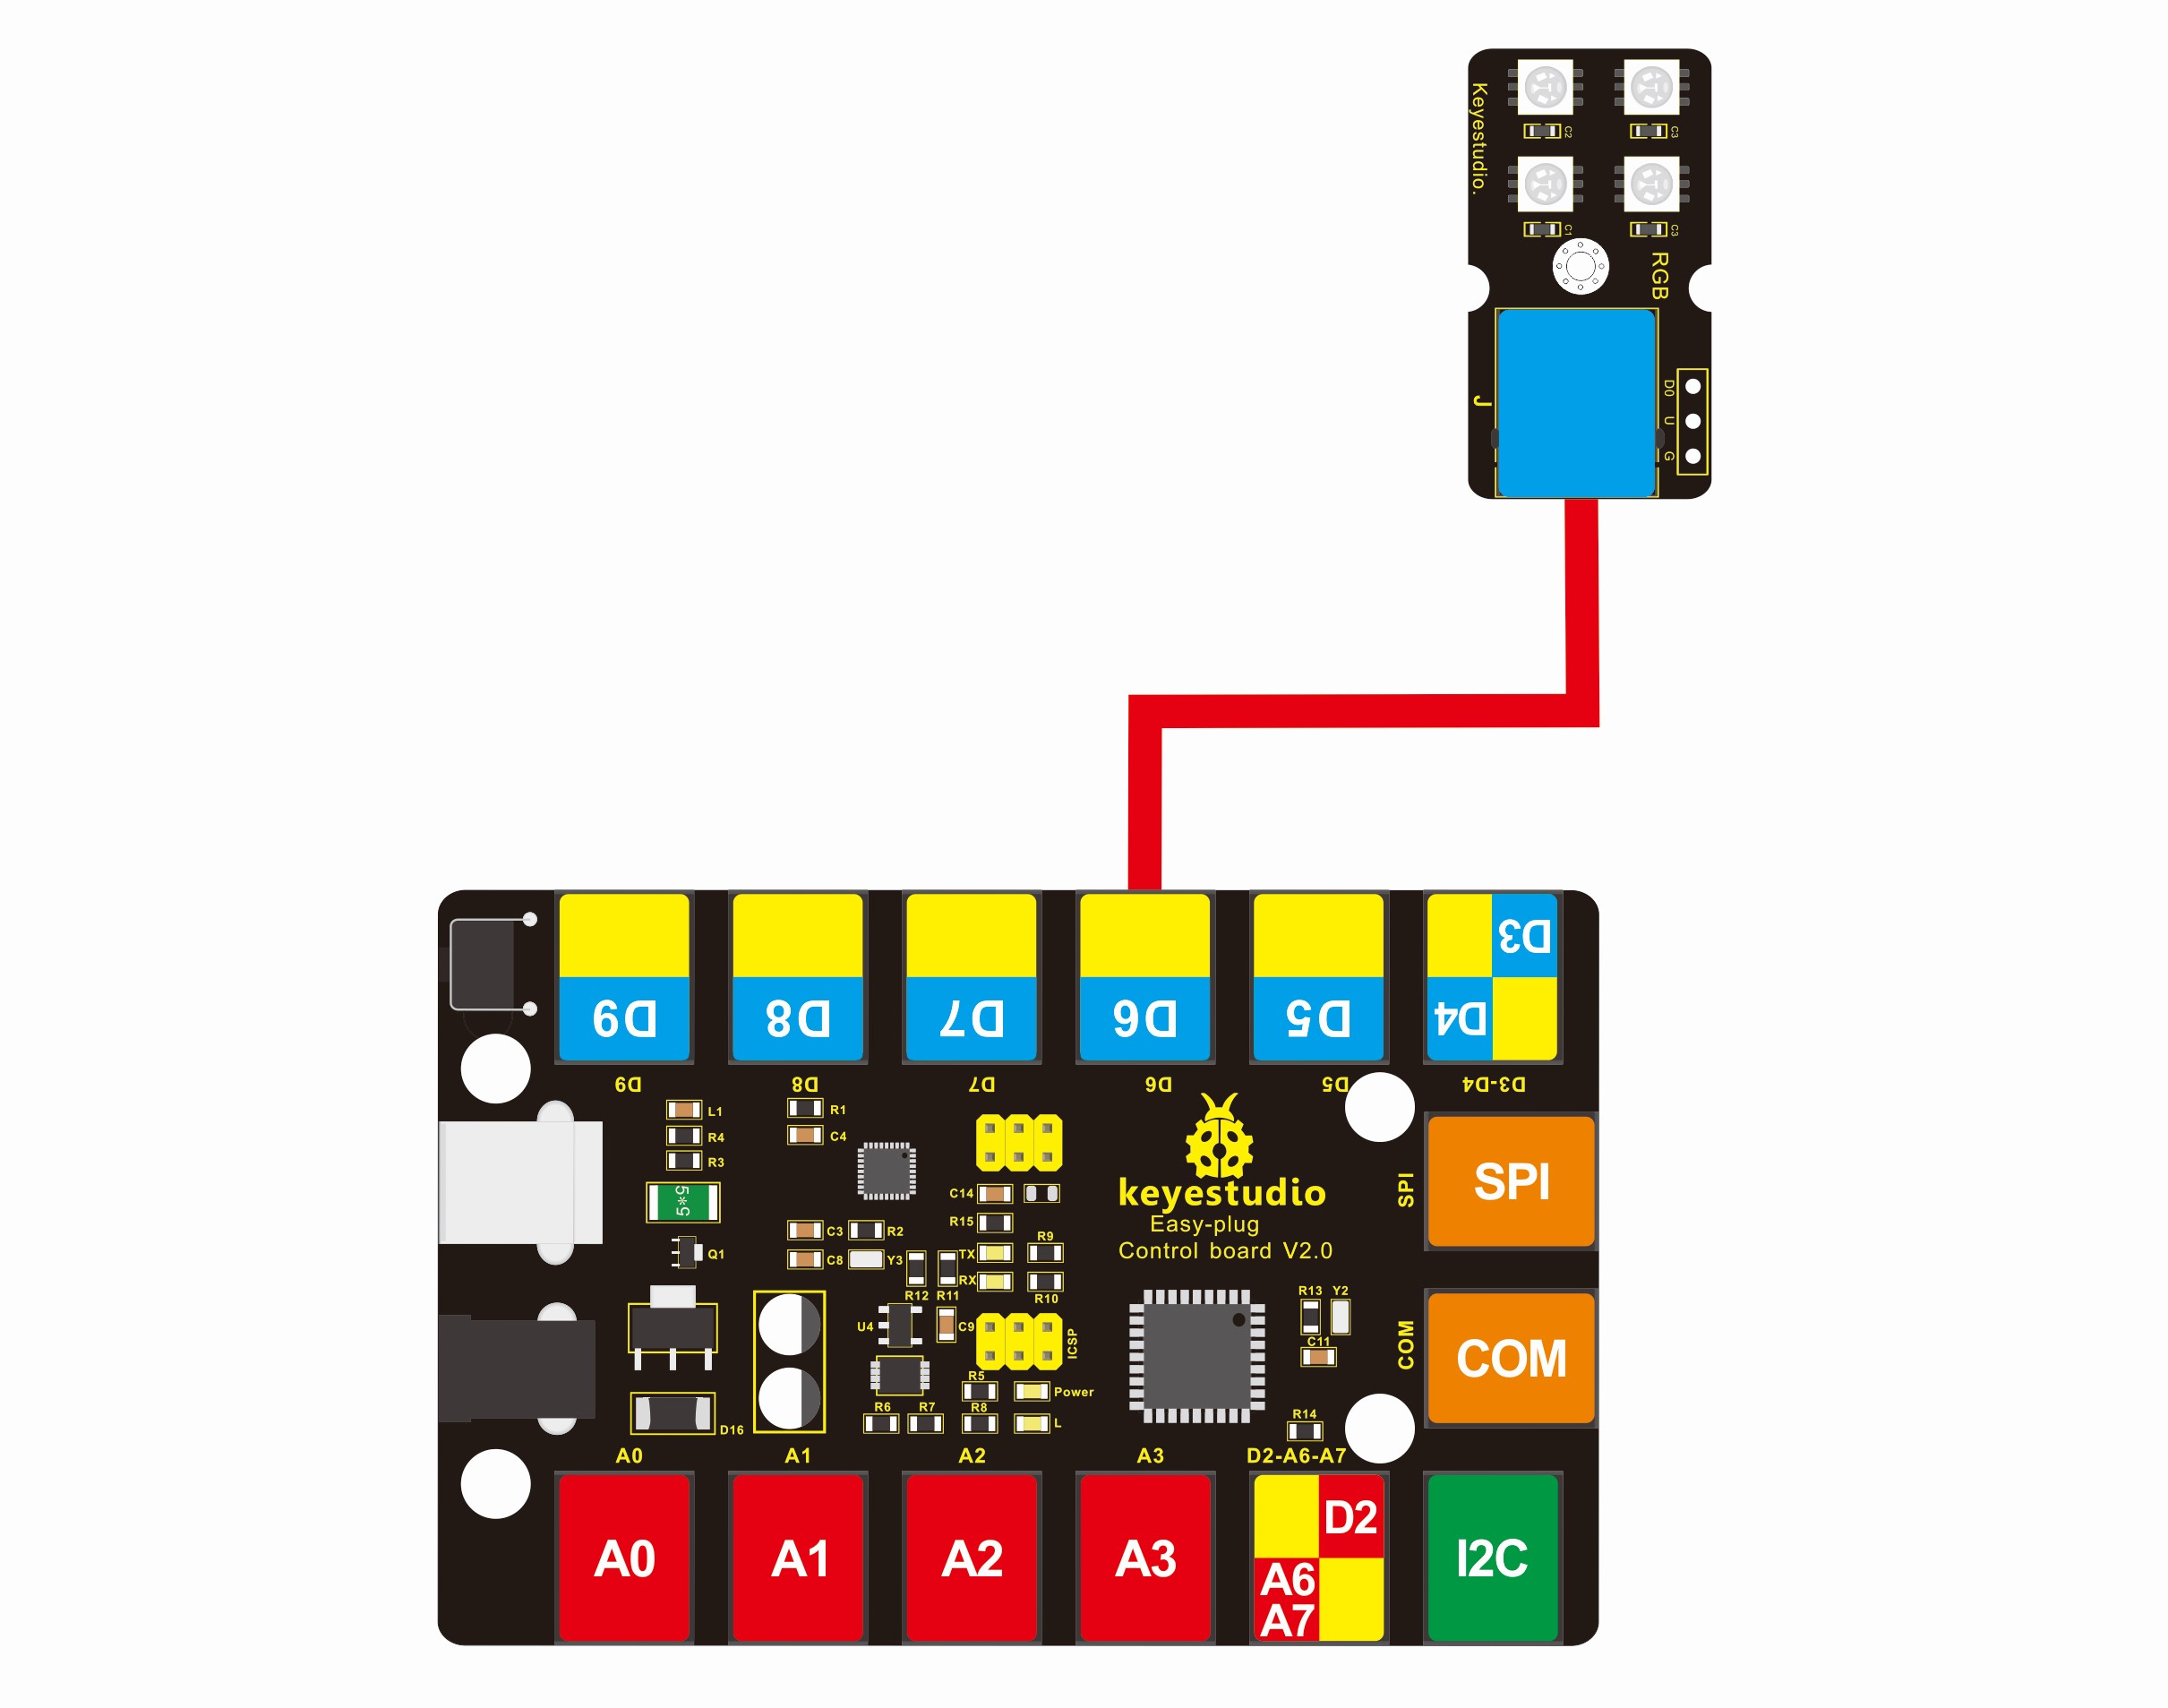 Keyestudio.
C2
C3
C1
C3
RGB
J
D0
U
G
D9
D8
D7
D6
D5
D3
D4
D9
D8
D7
D6
D5
D3-D4
L1
R4
R3
5*5
Q1
R1
C4
C3
R2
C8
Y3
C14
R15
TX
R9
RX
R10
R12
R11
U4
C9
ICSP
R5
Power
R6
R7
R8
L
D16
keyestudio
Easy-plug
Control board V2.0
R13
Y2
C11
R14
SPI
SPI
COM
COM
A0
A1
A2
A3
D2-A6-A7
A0
A1
A2
A3
D2
A6
A7
I2C